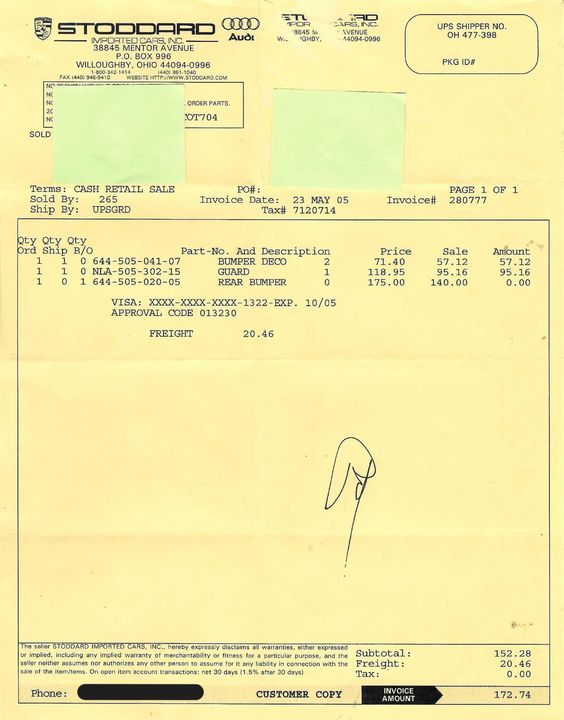 STODDARD
IMPORTED CARS, INC.
38845 MENTOR AVENUE
P.O. BOX 996
WILLOUGHBY, OHIO 44094-0996
1-800-342-1414 (440) 951-1040
FAX (440) 946-9410 WEBSITE HTTP://WWW.STODDARD.COM
Audi
38845 AVENUE
44094-0996
UPS SHIPPER NO.
OH 477-398
PKG ID#
ORDER PARTS.
SOLD
Terms: CASH RETAIL SALE PO#: PAGE 1 OF 1
Sold By: 265 Invoice Date: 23 MAY 05 Invoice# 280777
Ship By: UPSGRD Tax# 7120714
Qty Qty Qty
Ord Ship B/O Part-No. And Description Price Sale Amount
1 1 0 644-505-041-07 BUMPER DECO 2 71.40 57.12 57.12
1 1 0 NLA-505-302-15 GUARD 1 118.95 95.16 95.16
1 0 1 644-505-020-05 REAR BUMPER 0 175.00 140.00 0.00
VISA: XXXX-XXXX-XXXX-1322-EXP. 10/05
APPROVAL CODE 013230
FREIGHT 20.46
The seller STODDARD IMPORTED CARS, INC., hereby expressly disclaims all warranties, either expressed
or implied, including any implied warranty of merchantability or fitness for a particular purpose, and the
seller neither assumes nor authorizes any other person to assume for it any liability in connection with the
sale of the item/items. On open item account transactions: net 30 days (1.5% after 30 days)
Subtotal: 152.28
Freight: 20.46
Tax: 0.00
Phone: CUSTOMER COPY INVOICE AMOUNT 172.74